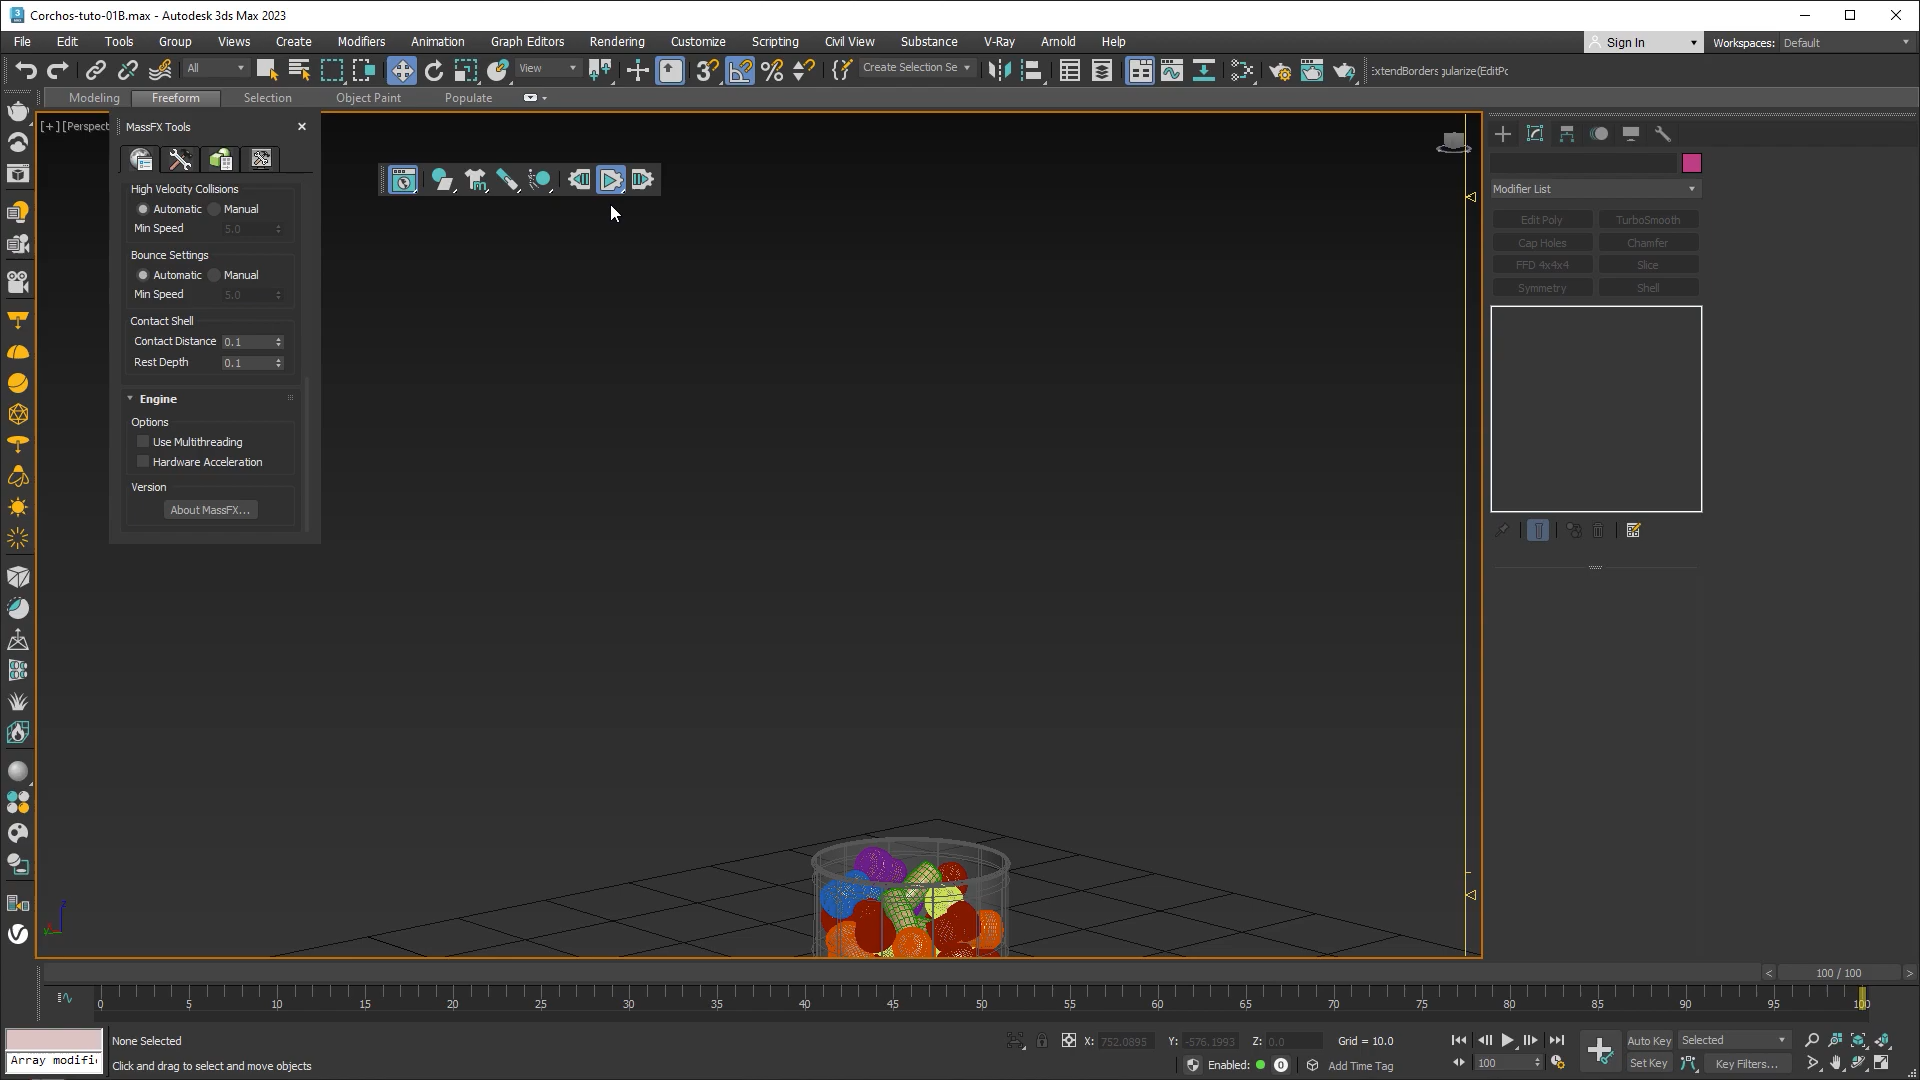 Corchos-tuto-01B.max - Autodesk 3ds Max 2023
File Edit Tools Group Views Create Modifiers Animation Graph Editors Rendering Customize Scripting Civil View Substance V-Ray Arnold Help
Sign In
Workspaces: Default
All
View
Create Selection Se
ExtendBorders
gularize(EditPc
Modeling Freeform Selection Object Paint Populate
[+] [Perspect
MassFX Tools
High Velocity Collisions
Automatic Manual
Min Speed 5.0
Bounce Settings
Automatic Manual
Min Speed 5.0
Contact Shell
Contact Distance 0.1
Rest Depth 0.1
Engine
Options
Use Multithreading
Hardware Acceleration
Version
About MassFX...
Modifier List
Edit Poly TurboSmooth
Cap Holes Chamfer
FFD 4x4x4 Slice
Symmetry Shell
z
y
100 / 100
0 5 10 15 20 25 30 35 40 45 50 55 60 65 70 75 80 85 90 95 100
None Selected
X: 752.0895 Y: -576.1993 Z: 0.0 Grid = 10.0
Auto Key Selected
Array modifi
Click and drag to select and move objects
Enabled: 0
Add Time Tag
100
Set Key Key Filters...